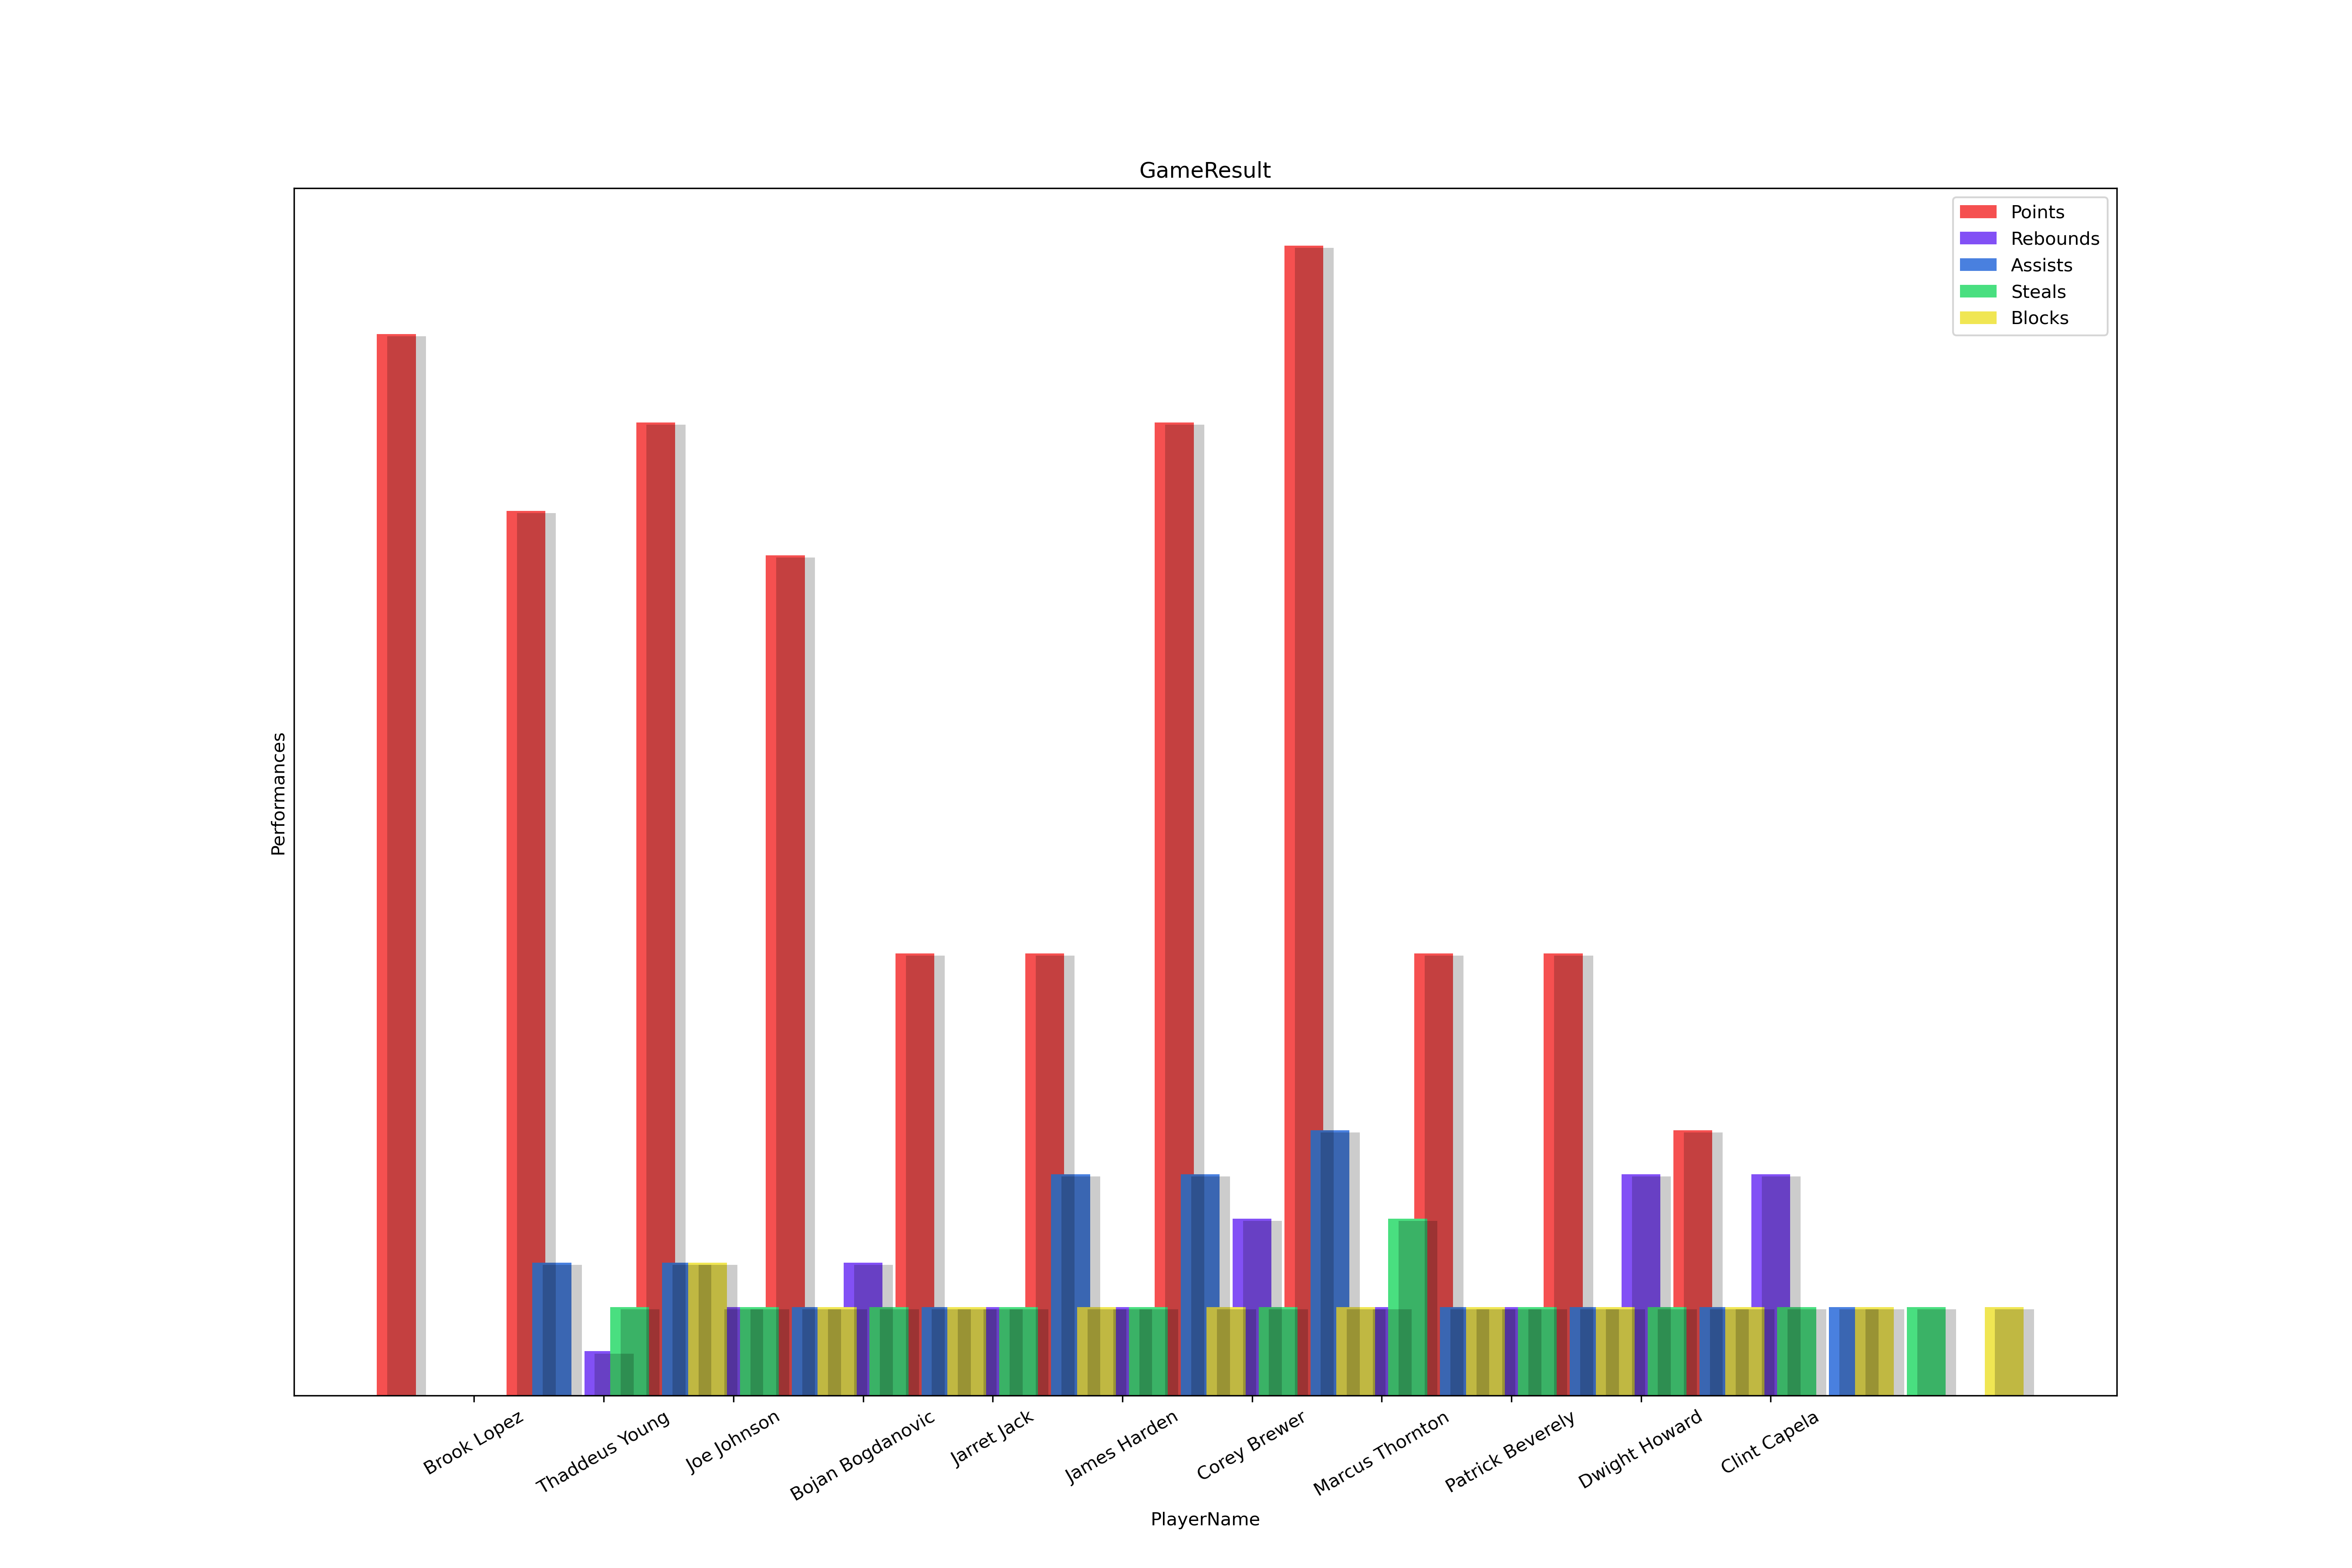 GameResult
Points
Rebounds
Assists
Steals
Blocks
Performances
Brook Lopez
Thaddeus Young
Joe Johnson
Bojan Bogdanovic
Jarret Jack
James Harden
Corey Brewer
Marcus Thornton
Patrick Beverely
Dwight Howard
Clint Capela
PlayerName